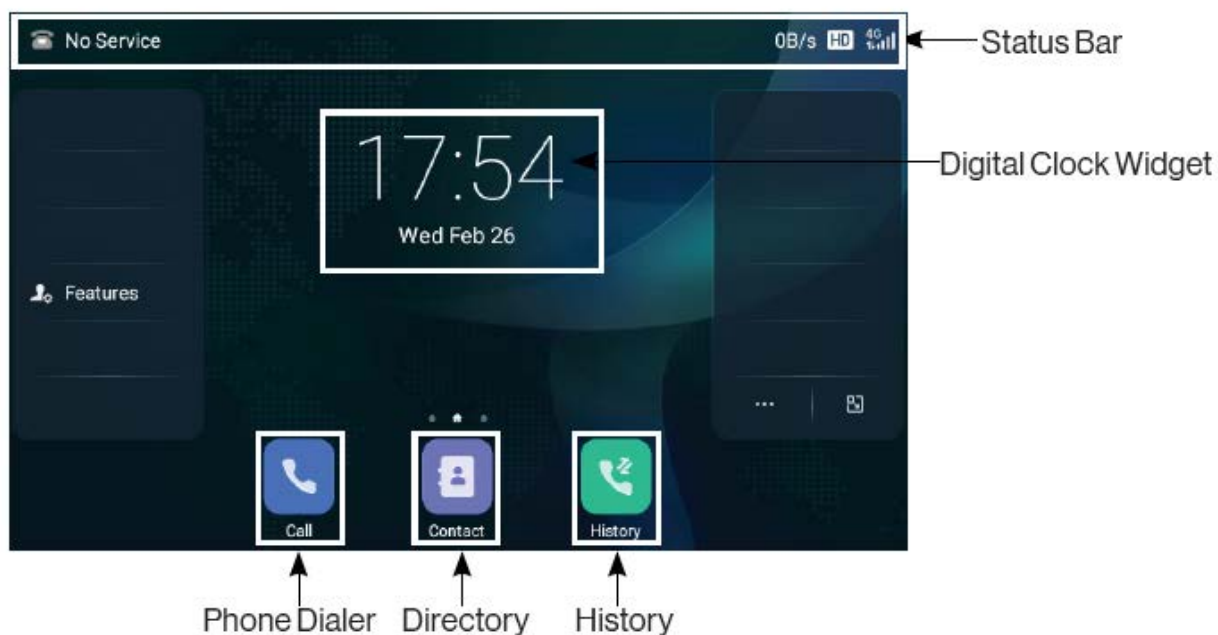 No Service
0B/s HD 4G
Status Bar
17:54
Digital Clock Widget
Wed Feb 26
Features
...
Call
Contact
History
Phone Dialer
Directory
History